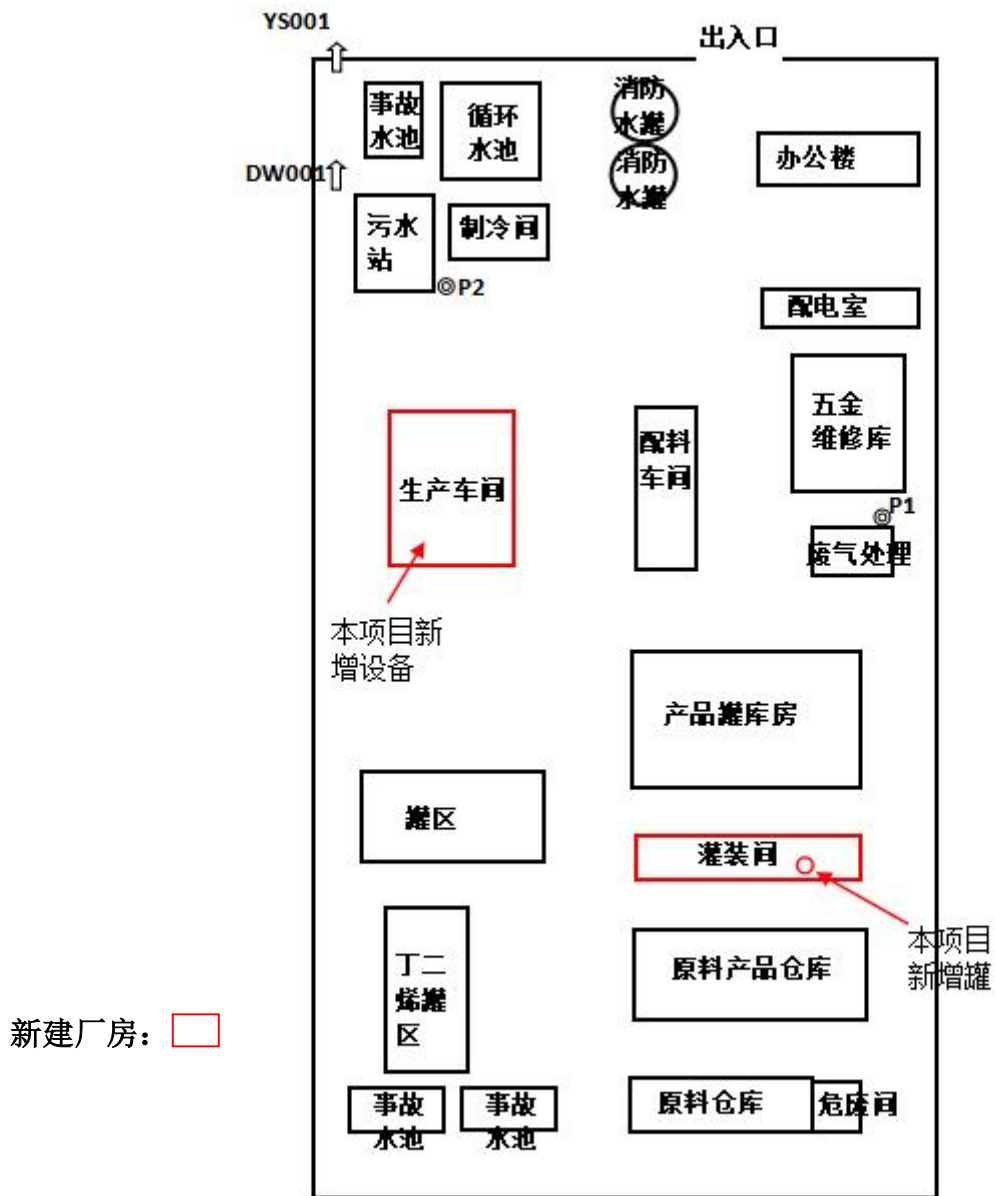 YS001
出入口
事故
水池
循环
水池
消防
水罐
消防
水罐
办公楼
DW001
污水
站
制冷间
P2
配电室
五金
维修库
配料
车间
生产车间
P1
废气处理
本项目新
增设备
产品罐库房
罐区
灌装间
本项目
新增罐
原料产品仓库
丁二
烯罐
区
新建厂房：
事故
水池
事故
水池
原料仓库
危废间